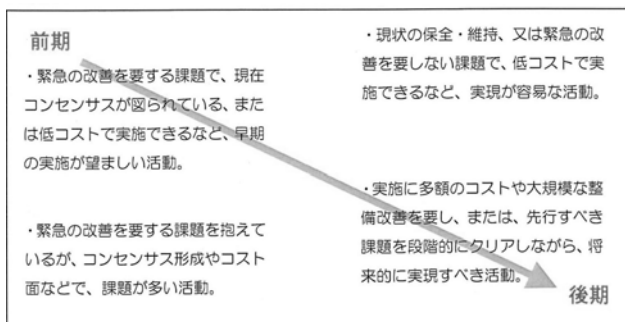 前期
・緊急の改善を要する課題で、現在
コンセンサスが図られている、また
は低コストで実施できるなど、早期
の実施が望ましい活動。
・緊急の改善を要する課題を抱えて
いるが、コンセンサス形成やコスト
面などで、課題が多い活動。
・現状の保全・維持、又は緊急の改
善を要しない課題で、低コストで実
施できるなど、実現が容易な活動。
・実施に多額のコストや大規模な整
備改善を要し、または、先行すべき
課題を段階的にクリアしながら、将
来的に実現すべき活動。
後期